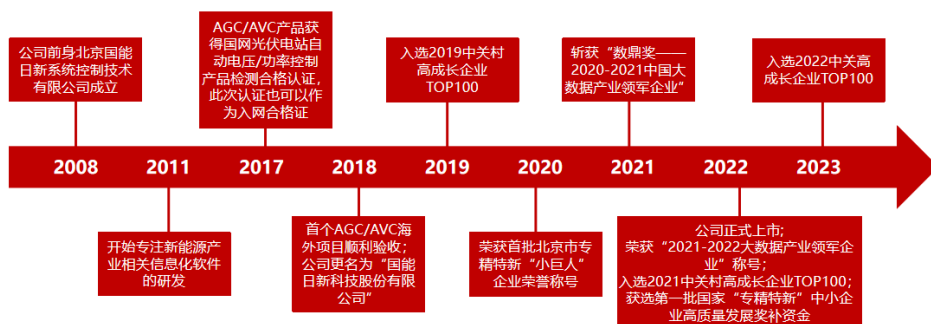 公司前身北京国能
日新系统控制技术
有限公司成立
AGC/AVC产品获
得国网光伏电站自
动电压/功率控制
产品检测合格认证,
此次认证也可以作
为入网合格证
入选2019中关村
高成长企业
TOP100
斩获“数鼎奖——
2020-2021中国大
数据产业领军企业”
入选2022中关高
成长企业TOP100
2008 2011 2017 2018 2019 2020 2021 2022 2023
开始专注新能源产
业相关信息化软件
的研发
首个AGC/AVC海
外项目顺利验收;
公司更名为“国能
日新科技股份有限
公司”
荣获首批北京市专
精特新“小巨人”
企业荣誉称号
公司正式上市;
荣获“2021-2022大数据产业领军企
业”称号;
入选2021中关村高成长企业TOP100;
获选第一批国家“专精特新”中小企
业高质量发展奖补资金